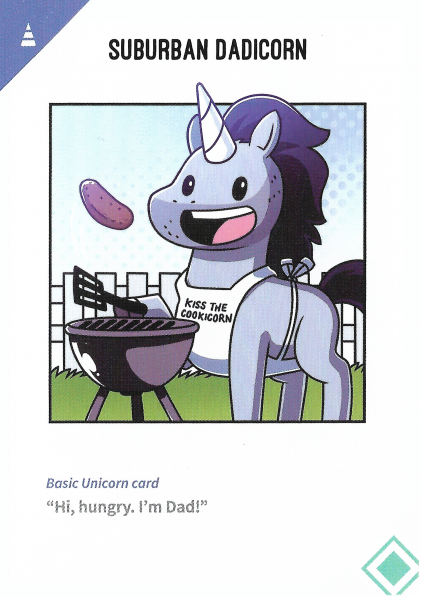 SUBURBAN DADICORN
KISS THE
COOKICORN
Basic Unicorn card
“Hi, hungry. I’m Dad!”